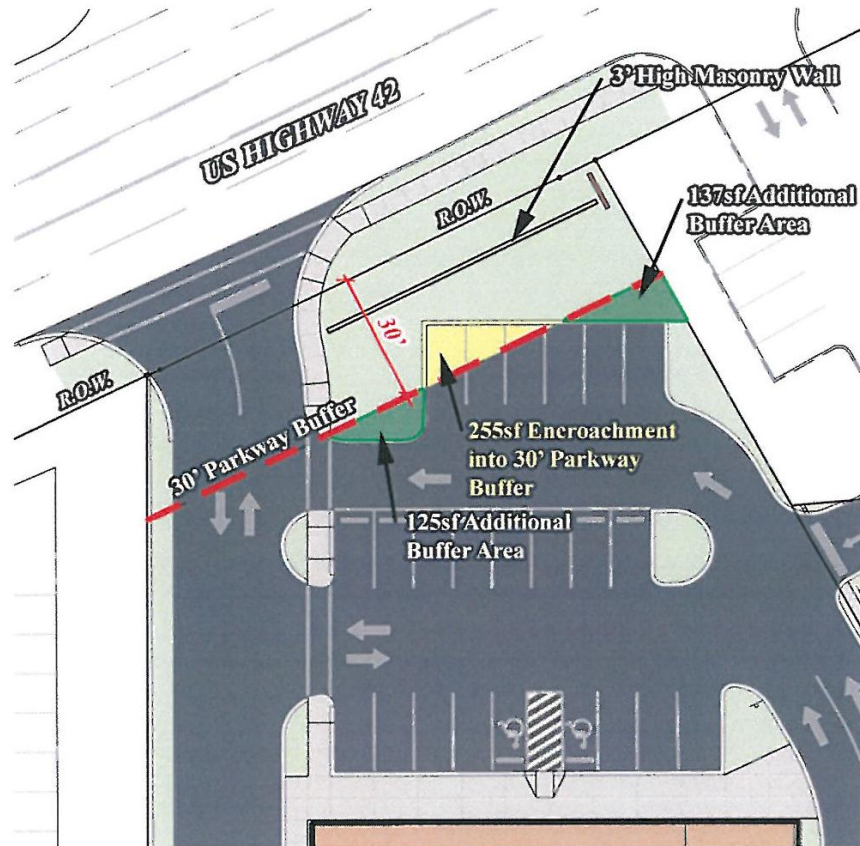 3' High Masonry Wall
US HIGHWAY 42
R.O.W.
137sf Additional
Buffer Area
30'
R.O.W.
30' Parkway Buffer
255sf Encroachment
into 30' Parkway
Buffer
125sf Additional
Buffer Area